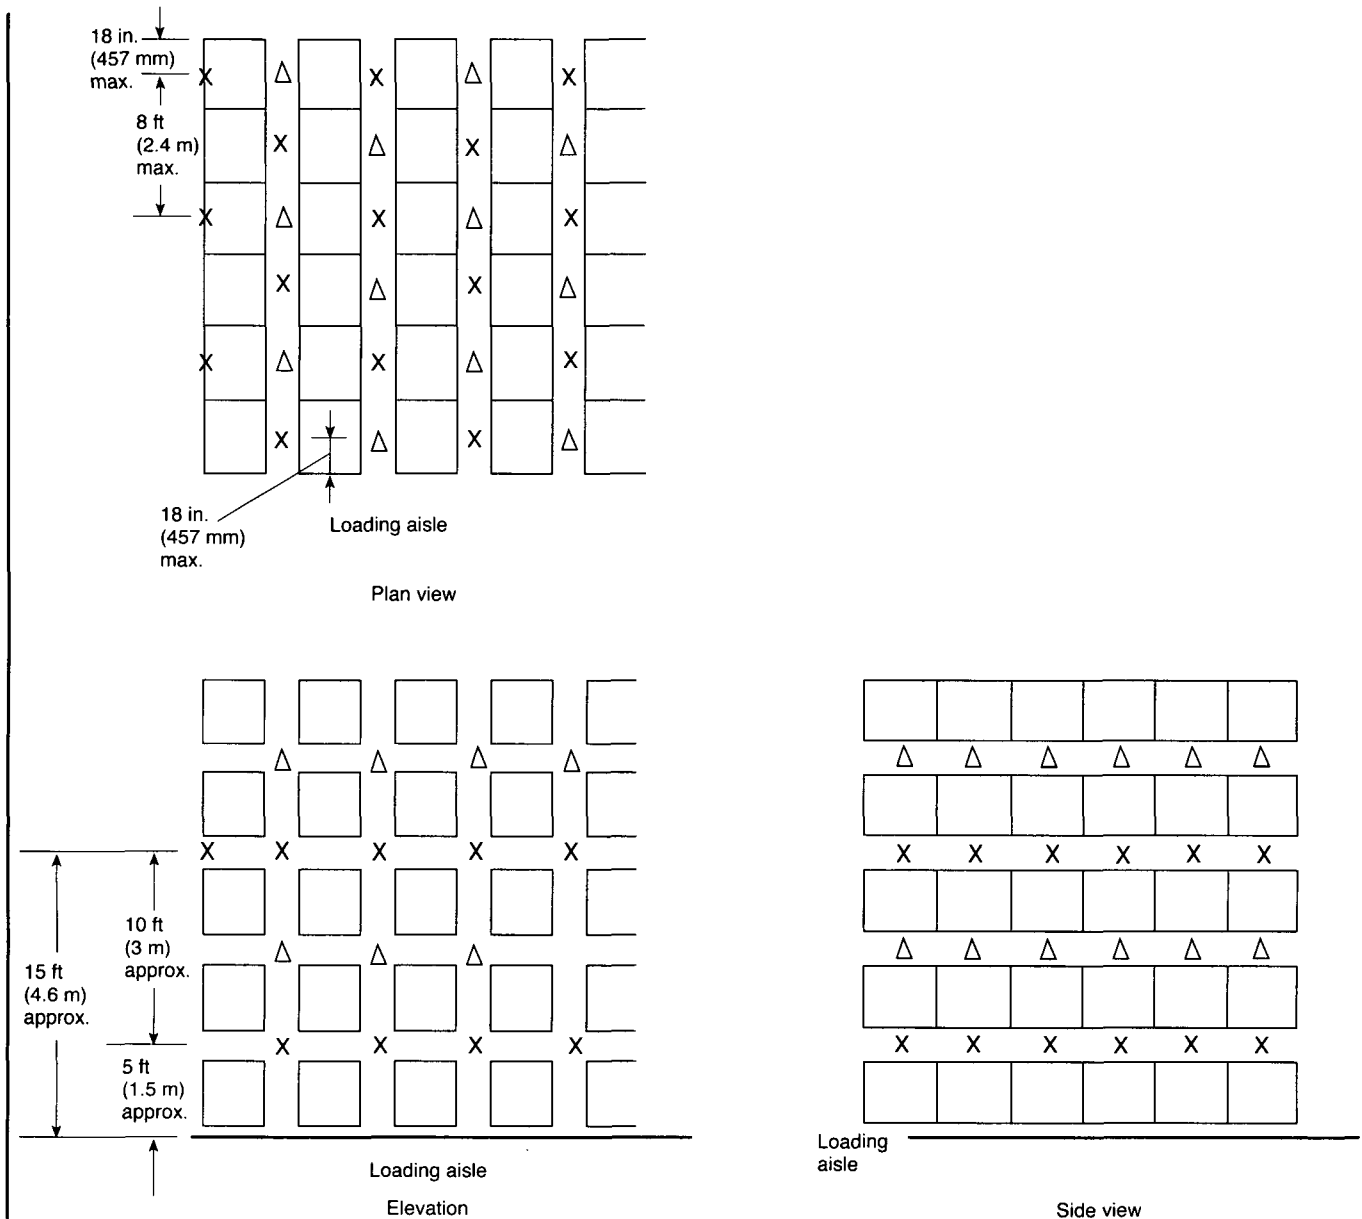 18 in.
(457 mm)
max.
8 ft
(2.4 m)
max.
X Δ X Δ X
X Δ X Δ
X Δ X Δ X
X Δ X Δ
X Δ X Δ X
X Δ X Δ
18 in.
(457 mm)
max.
Loading aisle
Plan view
Δ Δ Δ Δ
X X X X X
Δ Δ Δ
X X X X
15 ft
(4.6 m)
approx.
10 ft
(3 m)
approx.
5 ft
(1.5 m)
approx.
Loading aisle
Elevation
Δ Δ Δ Δ Δ Δ
X X X X X X
Δ Δ Δ Δ Δ Δ
X X X X X X
Loading
aisle
Side view